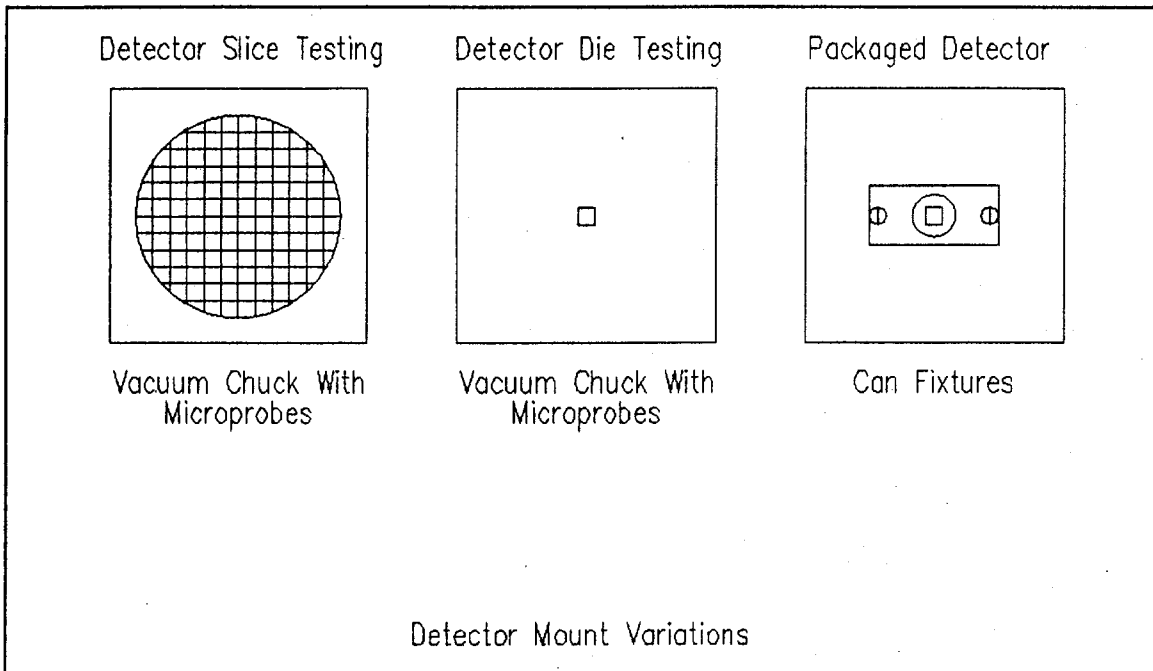 Detector Slice Testing
Detector Die Testing
Packaged Detector
Vacuum Chuck With
Microprobes
Vacuum Chuck With
Microprobes
Can Fixtures
Detector Mount Variations